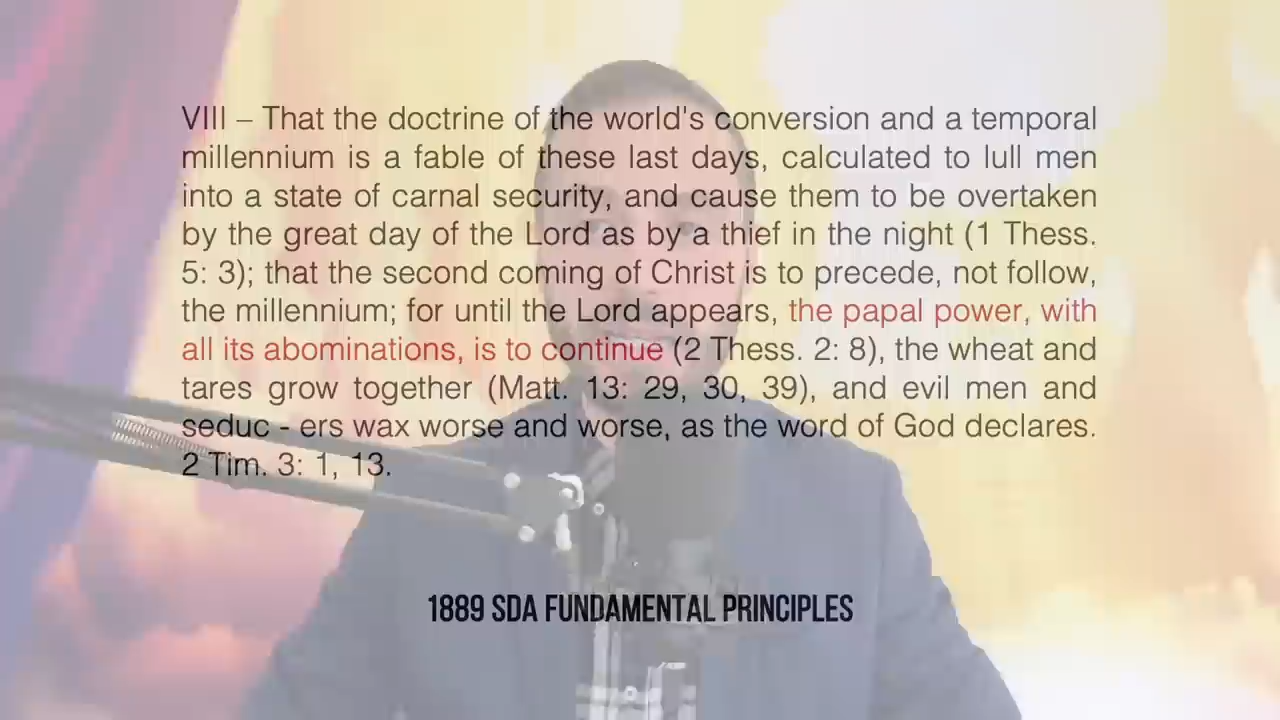 VIII – That the doctrine of the world's conversion and a temporal
millennium is a fable of these last days, calculated to lull men
into a state of carnal security, and cause them to be overtaken
by the great day of the Lord as by a thief in the night (1 Thess.
5: 3); that the second coming of Christ is to precede, not follow,
the millennium; for until the Lord appears, the papal power, with
all its abominations, is to continue (2 Thess. 2: 8), the wheat and
tares grow together (Matt. 13: 29, 30, 39), and evil men and
seduc - ers wax worse and worse, as the word of God declares.
2 Tim. 3: 1, 13.
1889 SDA FUNDAMENTAL PRINCIPLES